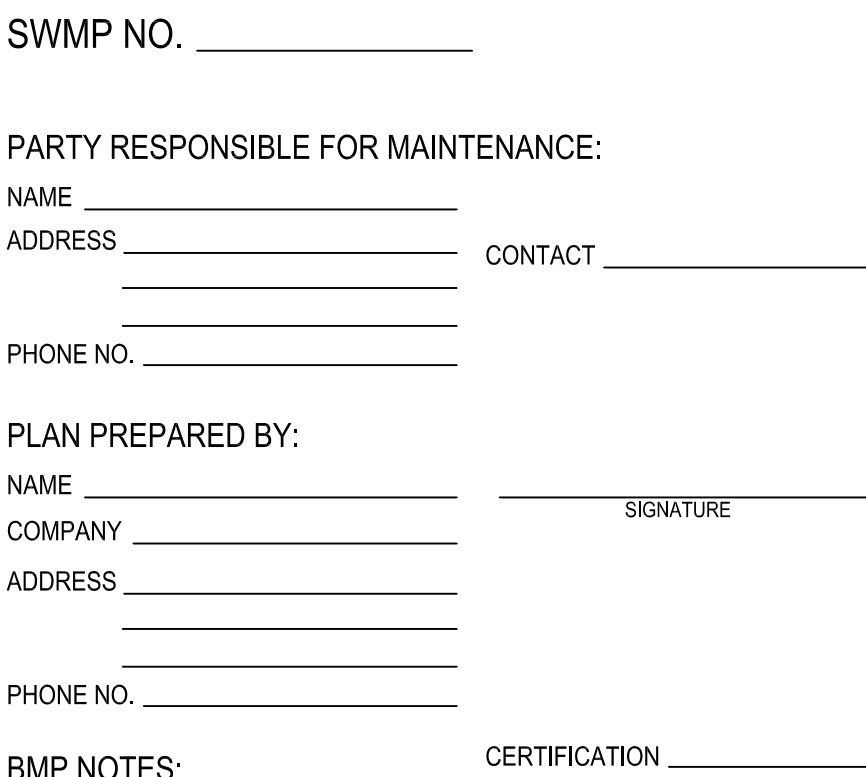 SWMP NO.
PARTY RESPONSIBLE FOR MAINTENANCE:
NAME
ADDRESS
CONTACT
PHONE NO.
PLAN PREPARED BY:
NAME
SIGNATURE
COMPANY
ADDRESS
PHONE NO.
CERTIFICATION
BMP NOTES: